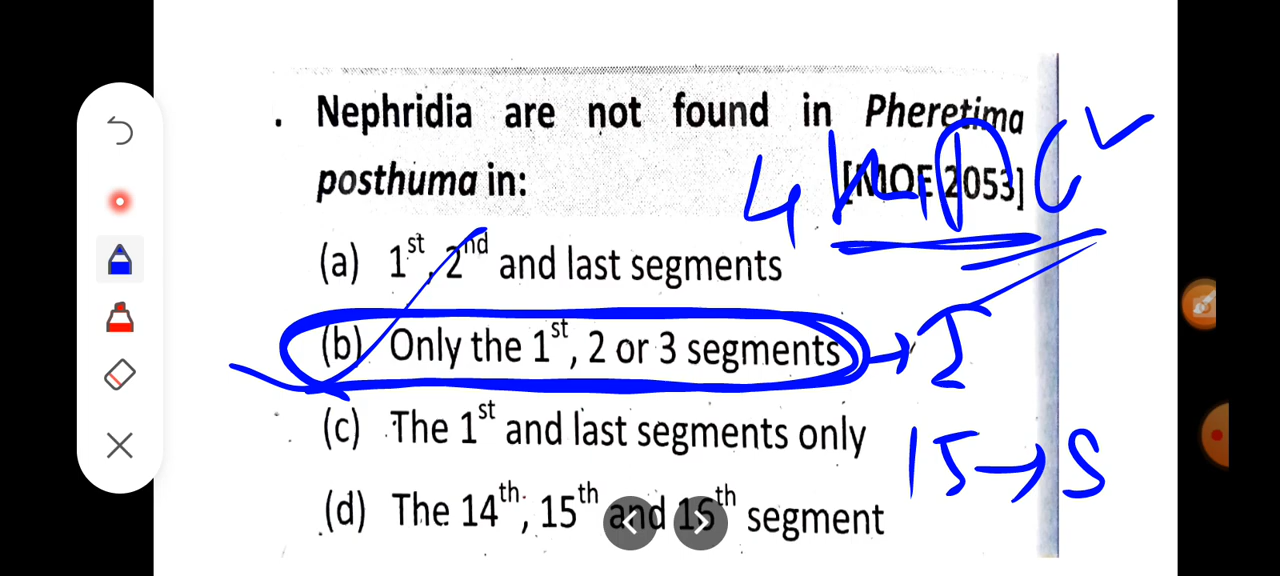 . Nephridia are not found in Pheretima
posthuma in: [MOE 2053]
(a) 1st, 2nd and last segments
(b) Only the 1st, 2 or 3 segments
(c) The 1st and last segments only
15 → S
(d) The 14th, 15th and 16th segment